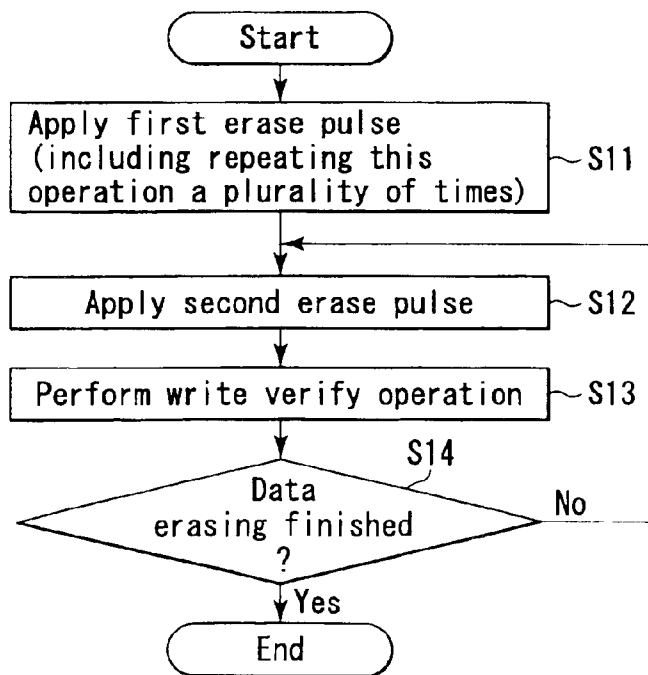 Start
Apply first erase pulse
(including repeating this
operation a plurality of times)
S11
Apply second erase pulse
S12
Perform write verify operation
S13
S14
Data
erasing finished
?
No
Yes
End